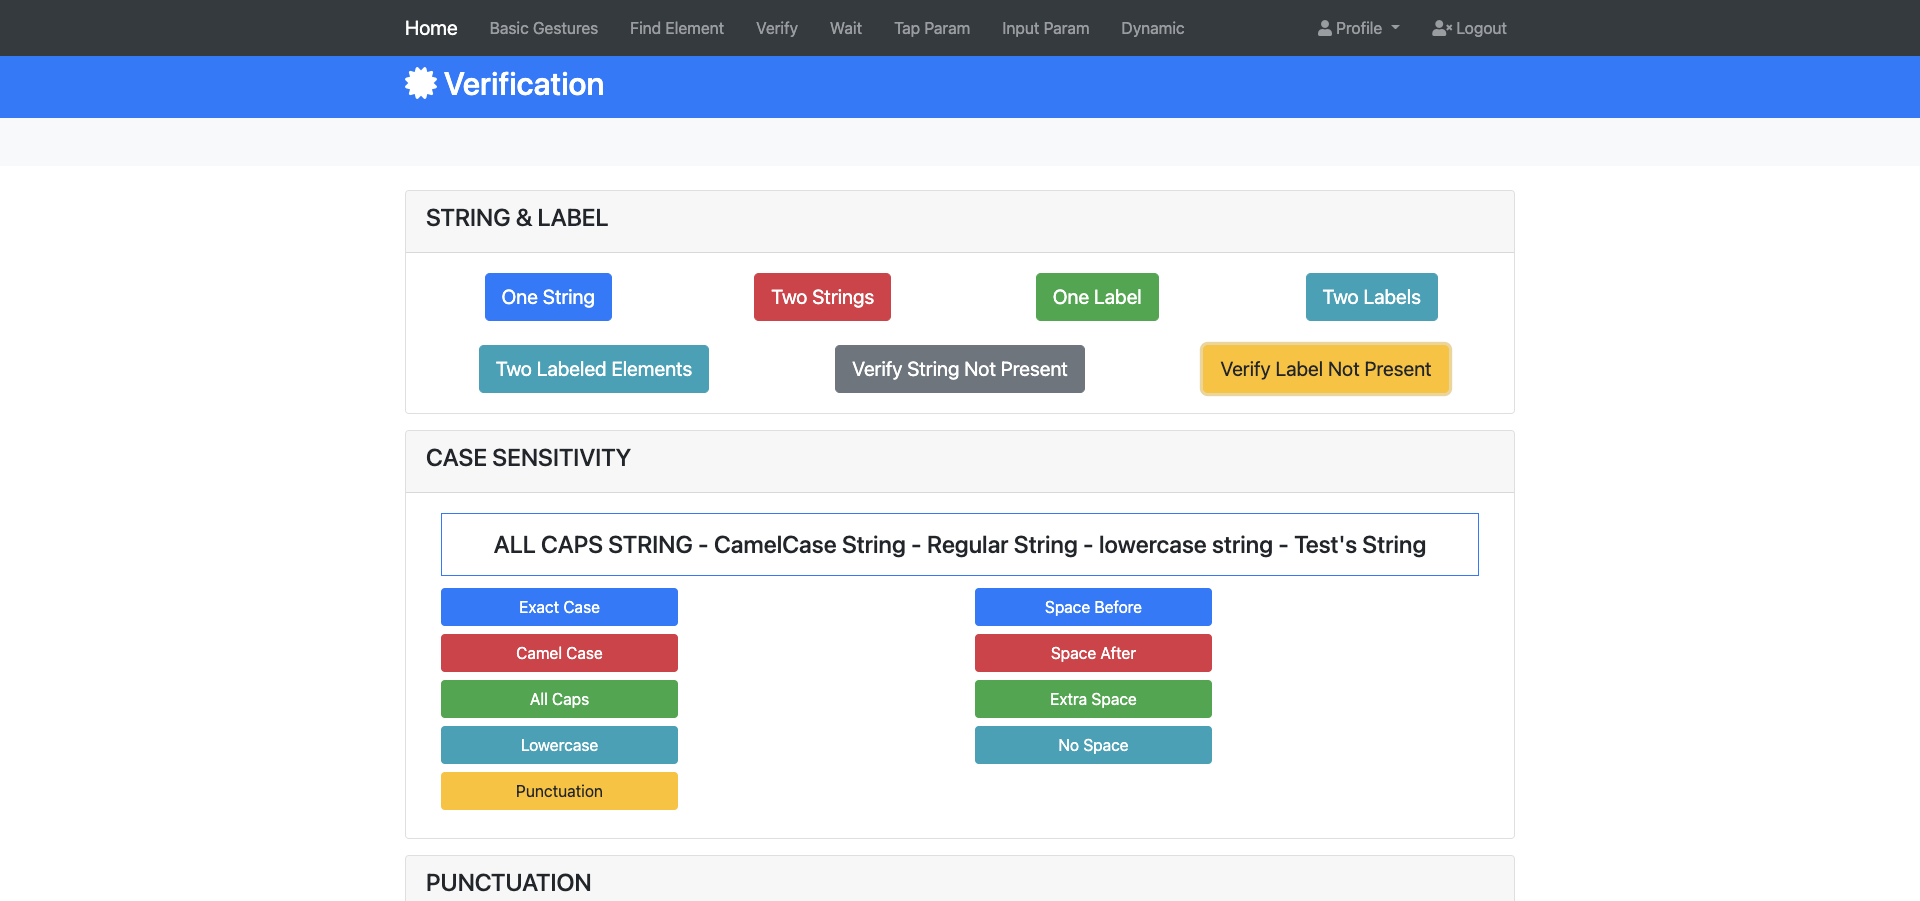 Home Basic Gestures Find Element Verify Wait Tap Param Input Param Dynamic Profile Logout
Verification
STRING & LABEL
One String Two Strings One Label Two Labels
Two Labeled Elements Verify String Not Present Verify Label Not Present
CASE SENSITIVITY
ALL CAPS STRING - CamelCase String - Regular String - lowercase string - Test's String
Exact Case Space Before
Camel Case Space After
All Caps Extra Space
Lowercase No Space
Punctuation
PUNCTUATION